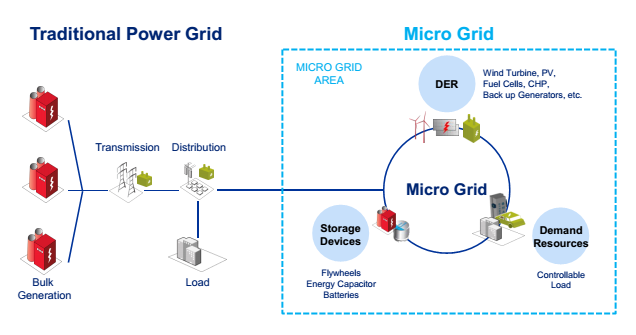 Traditional Power Grid
Micro Grid
MICRO GRID
AREA
DER
Wind Turbine, PV,
Fuel Cells, CHP,
Back up Generators, etc.
Transmission
Distribution
Micro Grid
Storage
Devices
Demand
Resources
Flywheels
Energy Capacitor
Batteries
Controllable
Load
Bulk
Generation
Load